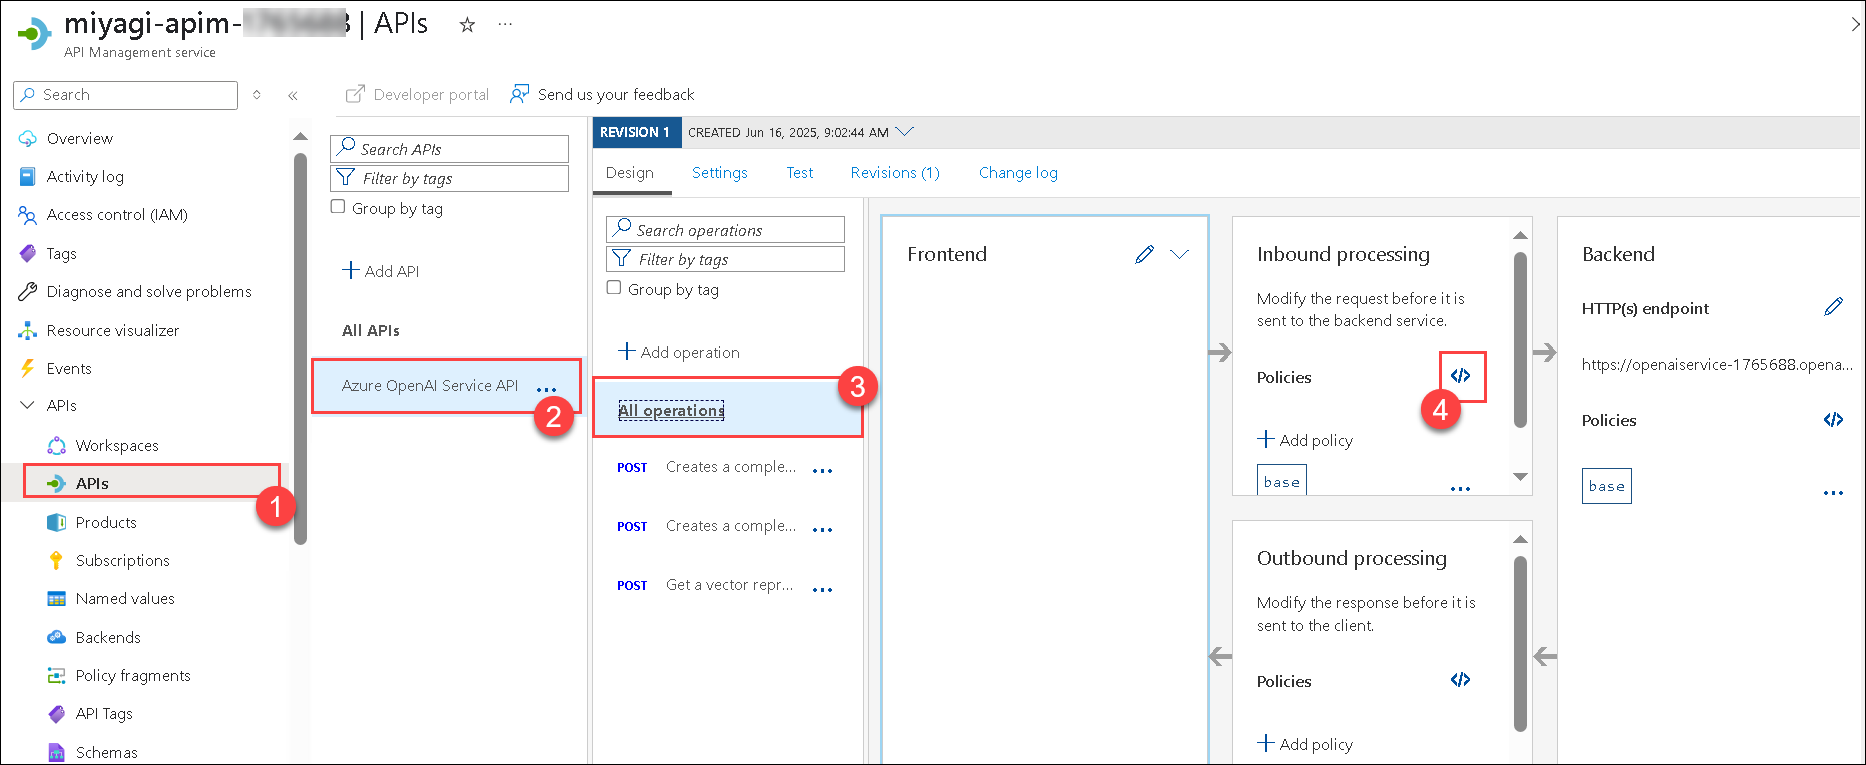 miyagi-apim- | APIs
API Management service
Search
Developer portal
Send us your feedback
Overview
Activity log
Access control (IAM)
Tags
Diagnose and solve problems
Resource visualizer
Events
APIs
Workspaces
APIs
1
Products
Subscriptions
Named values
Backends
Policy fragments
API Tags
Schemas
Search APIs
Filter by tags
Group by tag
Add API
All APIs
Azure OpenAI Service API
...
2
REVISION 1
CREATED Jun 16, 2025, 9:02:44 AM
Design
Settings
Test
Revisions (1)
Change log
Search operations
Filter by tags
Group by tag
Add operation
All operations
3
POST Creates a comple... ...
POST Creates a comple... ...
POST Get a vector repr... ...
Frontend
Inbound processing
Modify the request before it is
sent to the backend service.
Policies </>
4
+ Add policy
base ...
Outbound processing
Modify the response before it is
sent to the client.
Policies </>
+ Add policy
Backend
HTTP(s) endpoint
https://openaiservice-1765688.opena...
Policies </>
base ...